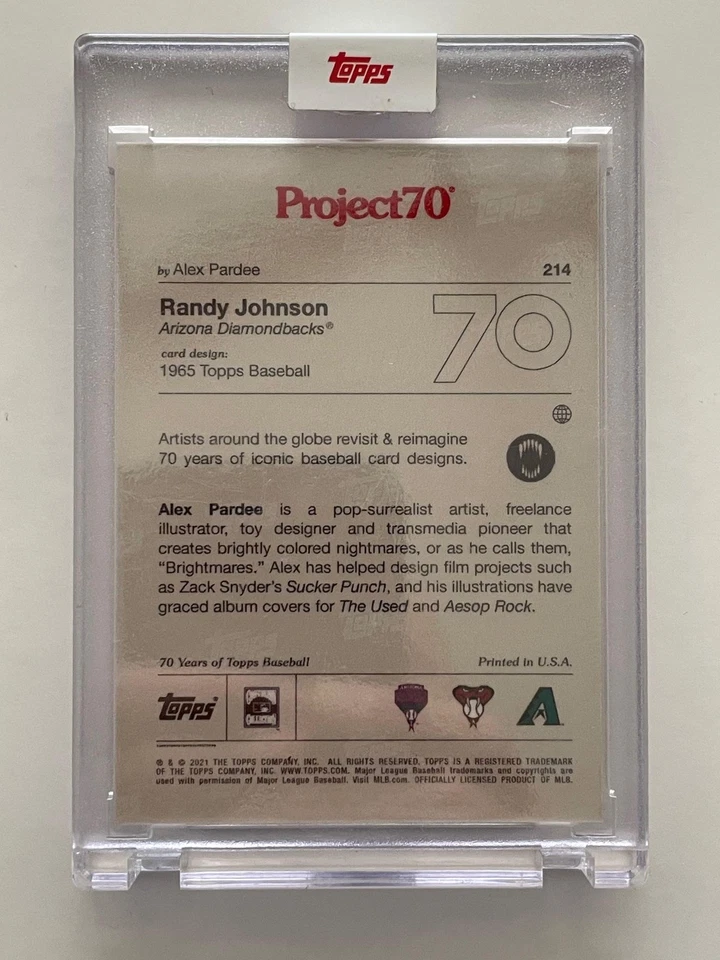 Topps
Project70®
by Alex Pardee 214
Randy Johnson
Arizona Diamondbacks®
card design:
1965 Topps Baseball
70
Artists around the globe revisit & reimagine
70 years of iconic baseball card designs.
Alex Pardee is a pop-surrealist artist, freelance
illustrator, toy designer and transmedia pioneer that
creates brightly colored nightmares, or as he calls them,
“Brightmares.” Alex has helped design film projects such
as Zack Snyder’s Sucker Punch, and his illustrations have
graced album covers for The Used and Aesop Rock.
70 Years of Topps Baseball Printed in U.S.A.
Topps A
® & © 2021 THE TOPPS COMPANY, INC. ALL RIGHTS RESERVED, TOPPS IS A REGISTERED TRADEMARK
OF THE TOPPS COMPANY, INC. WWW.TOPPS.COM. Major League Baseball trademarks and copyrights are
used with permission of Major League Baseball. Visit MLB.com. OFFICIALLY LICENSED PRODUCT OF MLB.